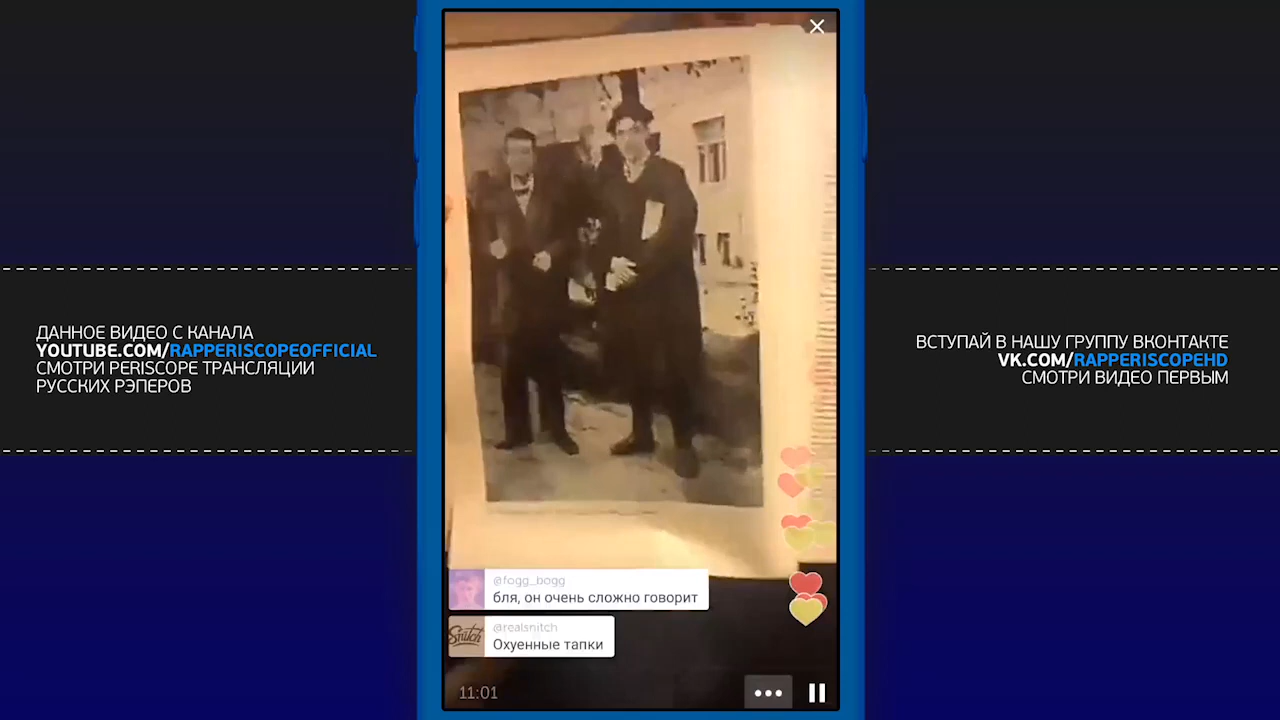 ДАННОЕ ВИДЕО С КАНАЛА
YOUTUBE.COM/RAPPERISCOPEOFFICIAL
СМОТРИ PERISCOPE ТРАНСЛЯЦИИ
РУССКИХ РЭПЕРОВ
ВСТУПАЙ В НАШУ ГРУППУ ВКОНТАКТЕ
VK.COM/RAPPERISCOPEHD
СМОТРИ ВИДЕО ПЕРВЫМ
@fogg_bogg
бля, он очень сложно говорит
@realsnitch
Snitch
Охуенные тапки
11:01